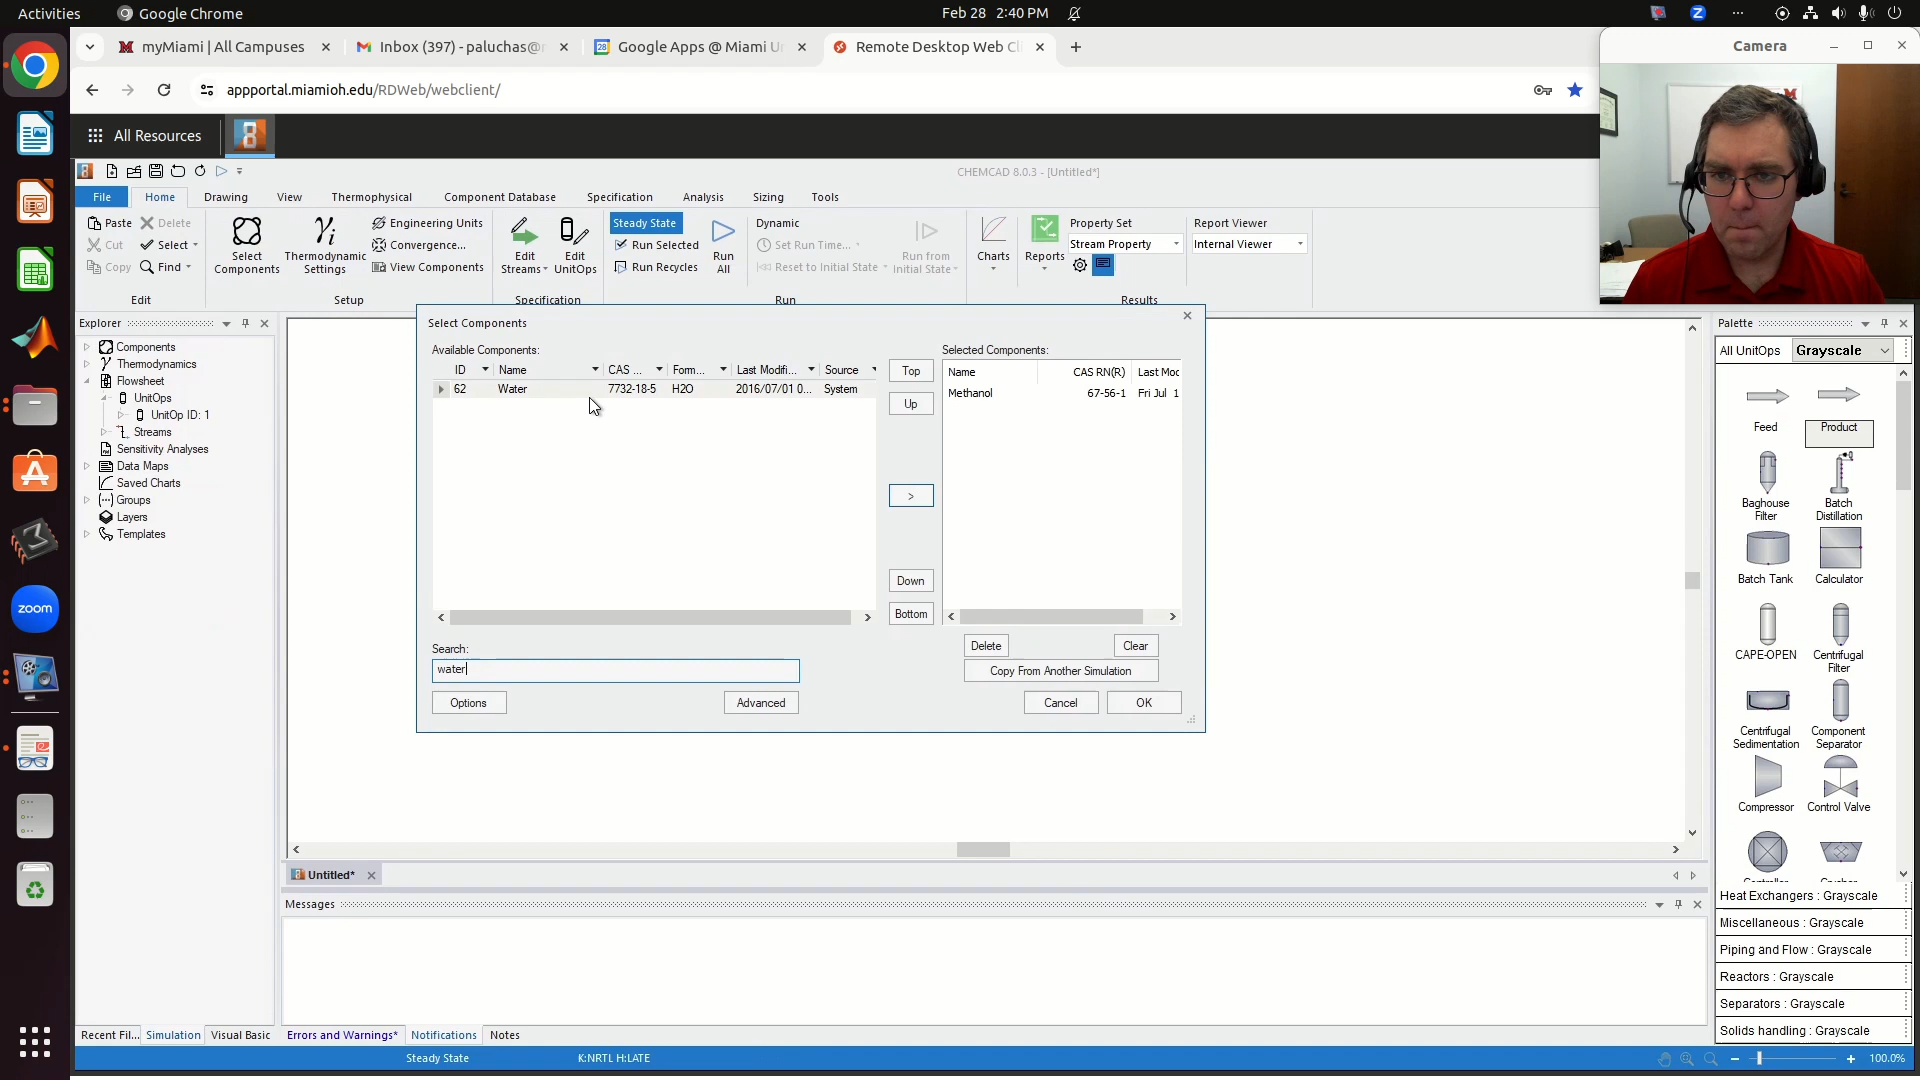 Activities
Google Chrome
Feb 28 2:40 PM
myMiami | All Campuses
Inbox (397) - paluchas@
Google Apps @ Miami U
Remote Desktop Web Cl
Camera
appportal.miamioh.edu/RDWeb/webclient/
All Resources
CHEMCAD 8.0.3 - [Untitled*]
File
Home
Drawing
View
Thermophysical
Component Database
Specification
Analysis
Sizing
Tools
Paste
Delete
Cut
Select
Copy
Find
Edit
Select
Components
Thermodynamic
Settings
Engineering Units
Convergence...
View Components
Setup
Edit
Streams
Edit
UnitOps
Specification
Steady State
Run Selected
Run Recycles
Run
All
Dynamic
Set Run Time...
Reset to Initial State
Run from
Initial State
Run
Charts
Reports
Property Set
Stream Property
Report Viewer
Internal Viewer
Results
Explorer
Components
Thermodynamics
Flowsheet
UnitOps
UnitOp ID: 1
Streams
Sensitivity Analyses
Data Maps
Saved Charts
Groups
Layers
Templates
Select Components
Available Components:
ID Name CAS ... Form... Last Modifi... Source
62 Water 7732-18-5 H2O 2016/07/01 0... System
Top
Up
>
Down
Bottom
Selected Components:
Name CAS RN(R) Last Moc
Methanol 67-56-1 Fri Jul 1
Search:
water
Options
Advanced
Delete
Clear
Copy From Another Simulation
Cancel
OK
Palette
All UnitOps
Grayscale
Feed
Product
Baghouse
Filter
Batch
Distillation
Batch Tank
Calculator
CAPE-OPEN
Centrifugal
Filter
Centrifugal
Sedimentation
Component
Separator
Compressor
Control Valve
Heat Exchangers : Grayscale
Miscellaneous : Grayscale
Piping and Flow : Grayscale
Reactors : Grayscale
Separators : Grayscale
Solids handling : Grayscale
Untitled*
Messages
Recent Fil...
Simulation
Visual Basic
Errors and Warnings*
Notifications
Notes
Steady State
K:NRTL H:LATE
100.0%
zoom